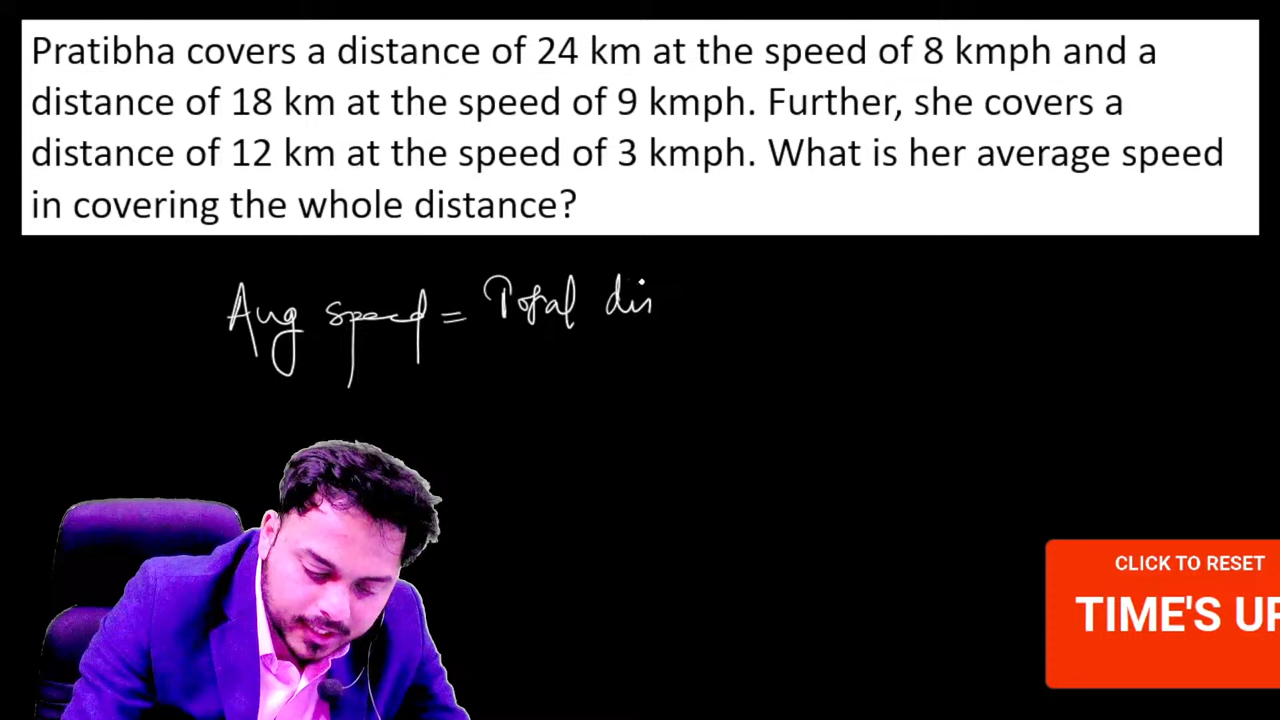 Pratibha covers a distance of 24 km at the speed of 8 kmph and a
distance of 18 km at the speed of 9 kmph. Further, she covers a
distance of 12 km at the speed of 3 kmph. What is her average speed
in covering the whole distance?
Avg speed = Total dis
CLICK TO RESET
TIME'S UP